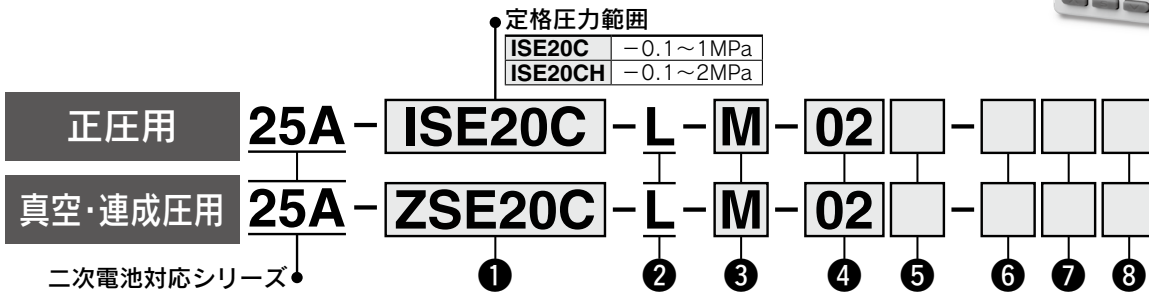 定格圧力範囲
ISE20C －0.1～1MPa
ISE20CH －0.1～2MPa
正圧用 25A－ISE20C－L－M－02 －
真空・連成圧用 25A－ZSE20C－L－M－02 －
二次電池対応シリーズ ❶ ❷ ❸ ❹ ❺ ❻ ❼ ❽